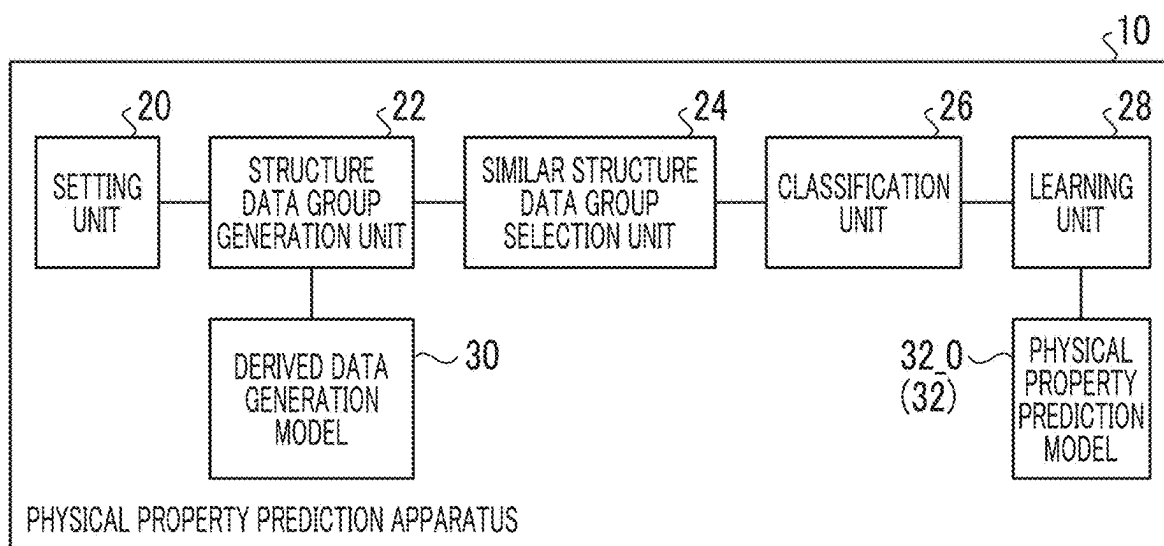 10
20
22
24
26
28
SETTING
UNIT
STRUCTURE
DATA GROUP
GENERATION UNIT
SIMILAR STRUCTURE
DATA GROUP
SELECTION UNIT
CLASSIFICATION
UNIT
LEARNING
UNIT
DERIVED DATA
GENERATION
MODEL
30
32_0
(32)
PHYSICAL
PROPERTY
PREDICTION
MODEL
PHYSICAL PROPERTY PREDICTION APPARATUS